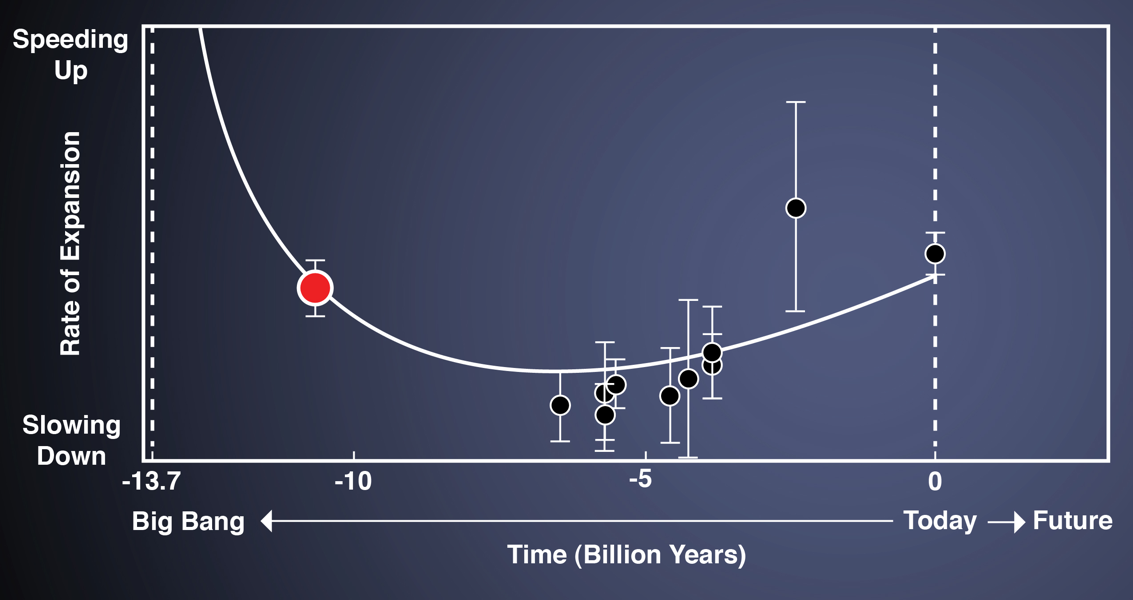 Speeding
Up
Rate of Expansion
Slowing
Down
-13.7 -10 -5 0
Big Bang Today Future
Time (Billion Years)